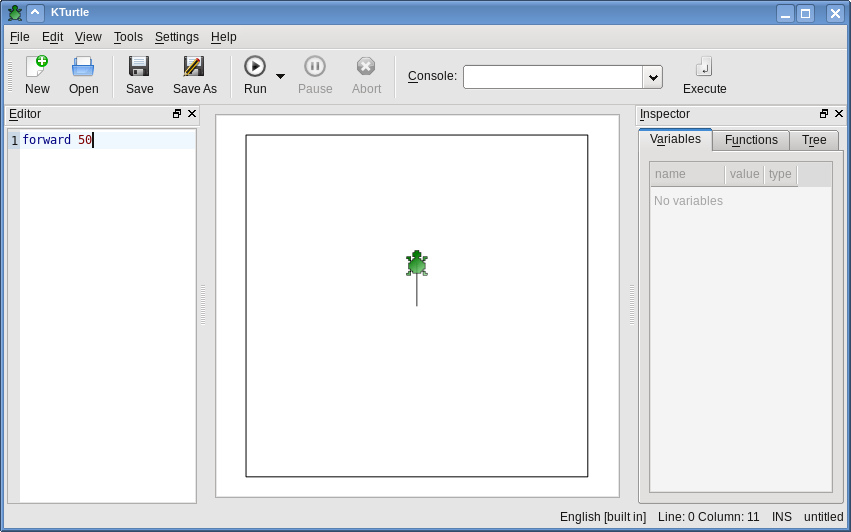 KTurtle
File Edit View Tools Settings Help
New Open Save Save As Run Pause Abort Console: Execute
Editor
Inspector
1 forward 50
Variables Functions Tree
name value type
No variables
English [built in] Line: 0 Column: 11 INS untitled